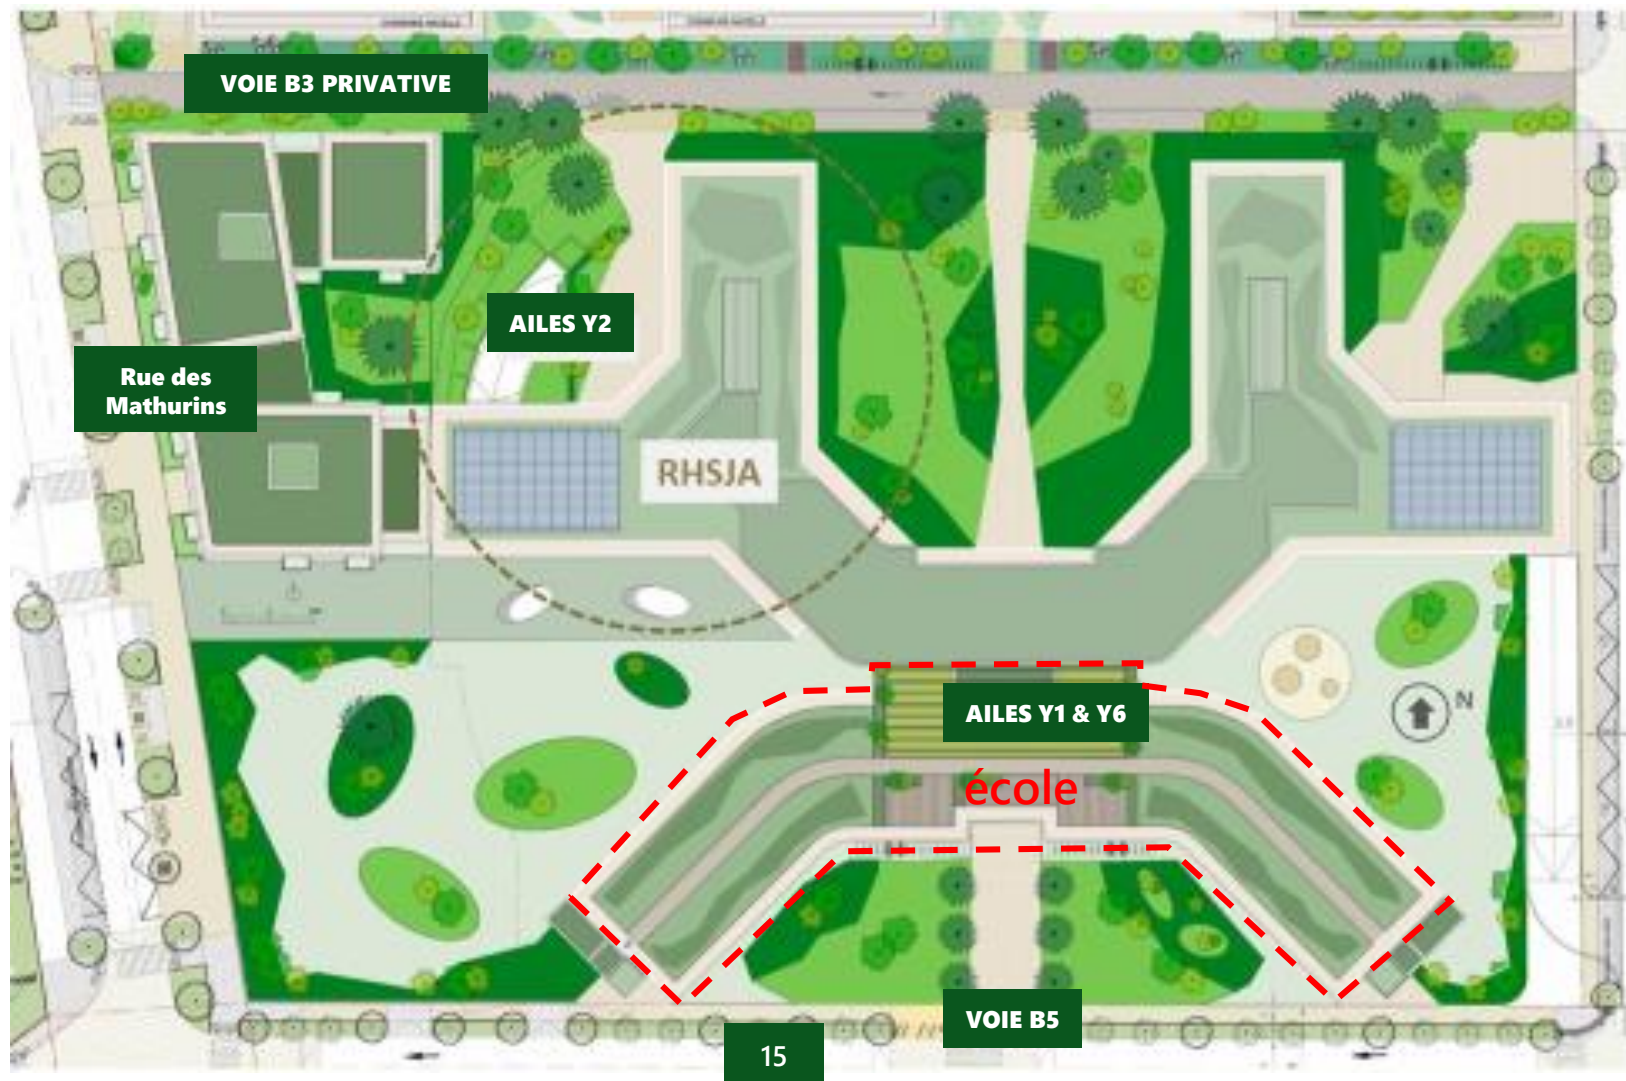 VOIE B3 PRIVATIVE
AILES Y2
Rue des
Mathurins
RHSJA
N
AILES Y1 & Y6
école
VOIE B5
15